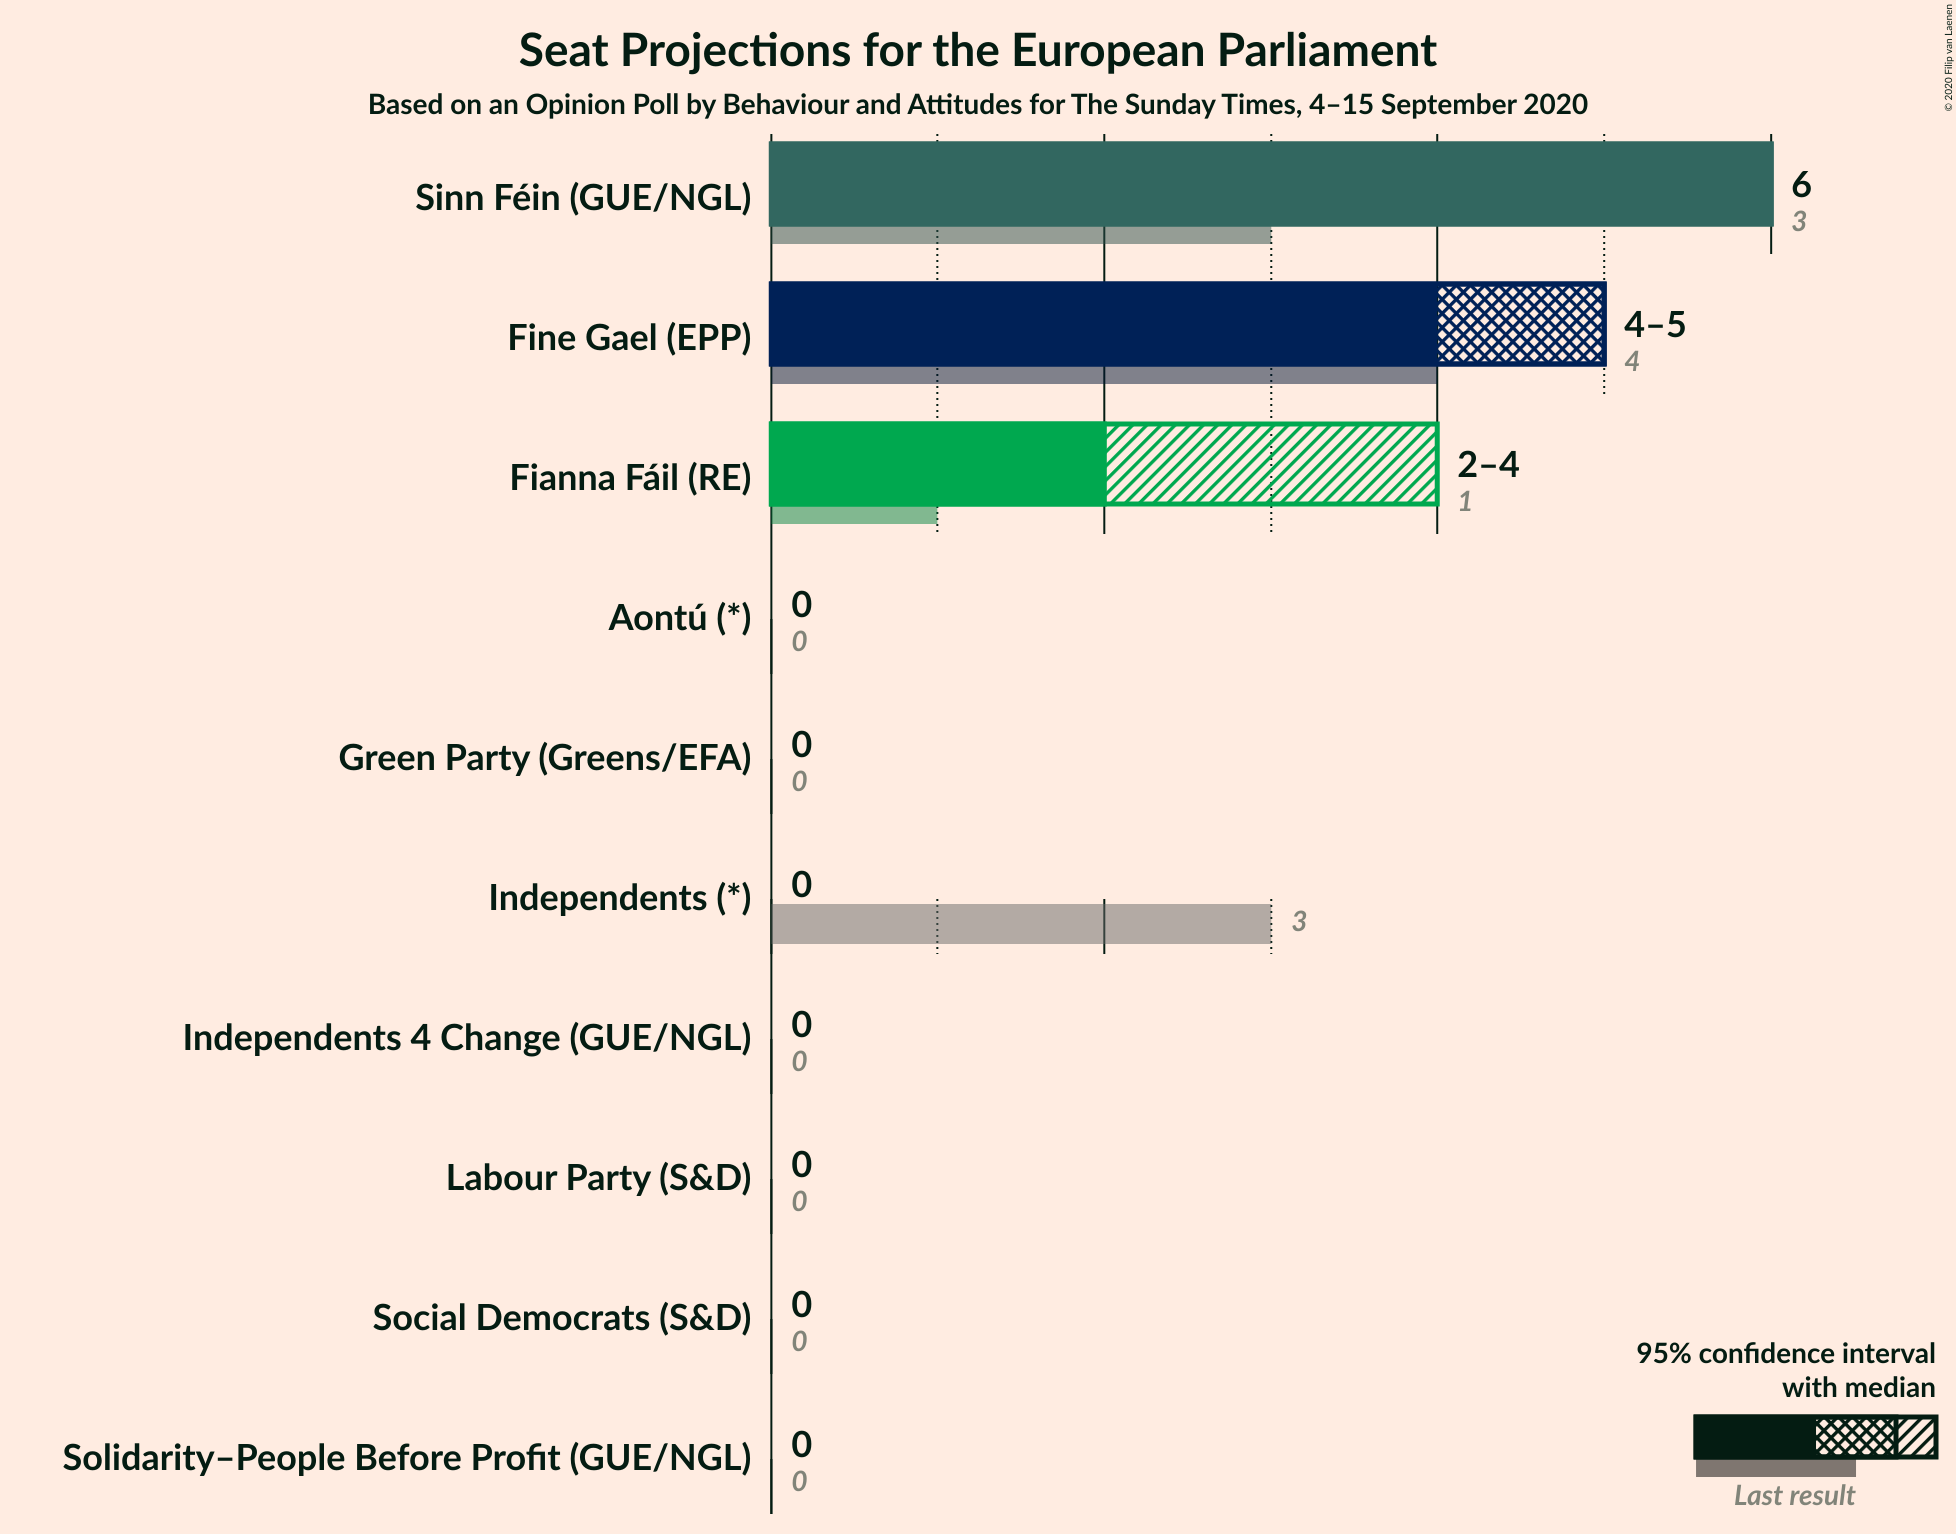 Seat Projections for the European Parliament
Based on an Opinion Poll by Behaviour and Attitudes for The Sunday Times, 4–15 September 2020
© 2020 Filip van Laenen
Sinn Féin (GUE/NGL)
6
3
Fine Gael (EPP)
4–5
4
Fianna Fáil (RE)
2–4
1
Aontú (*)
0
0
Green Party (Greens/EFA)
0
0
Independents (*)
0
3
Independents 4 Change (GUE/NGL)
0
0
Labour Party (S&D)
0
0
Social Democrats (S&D)
0
0
Solidarity–People Before Profit (GUE/NGL)
0
0
95% confidence interval
with median
Last result